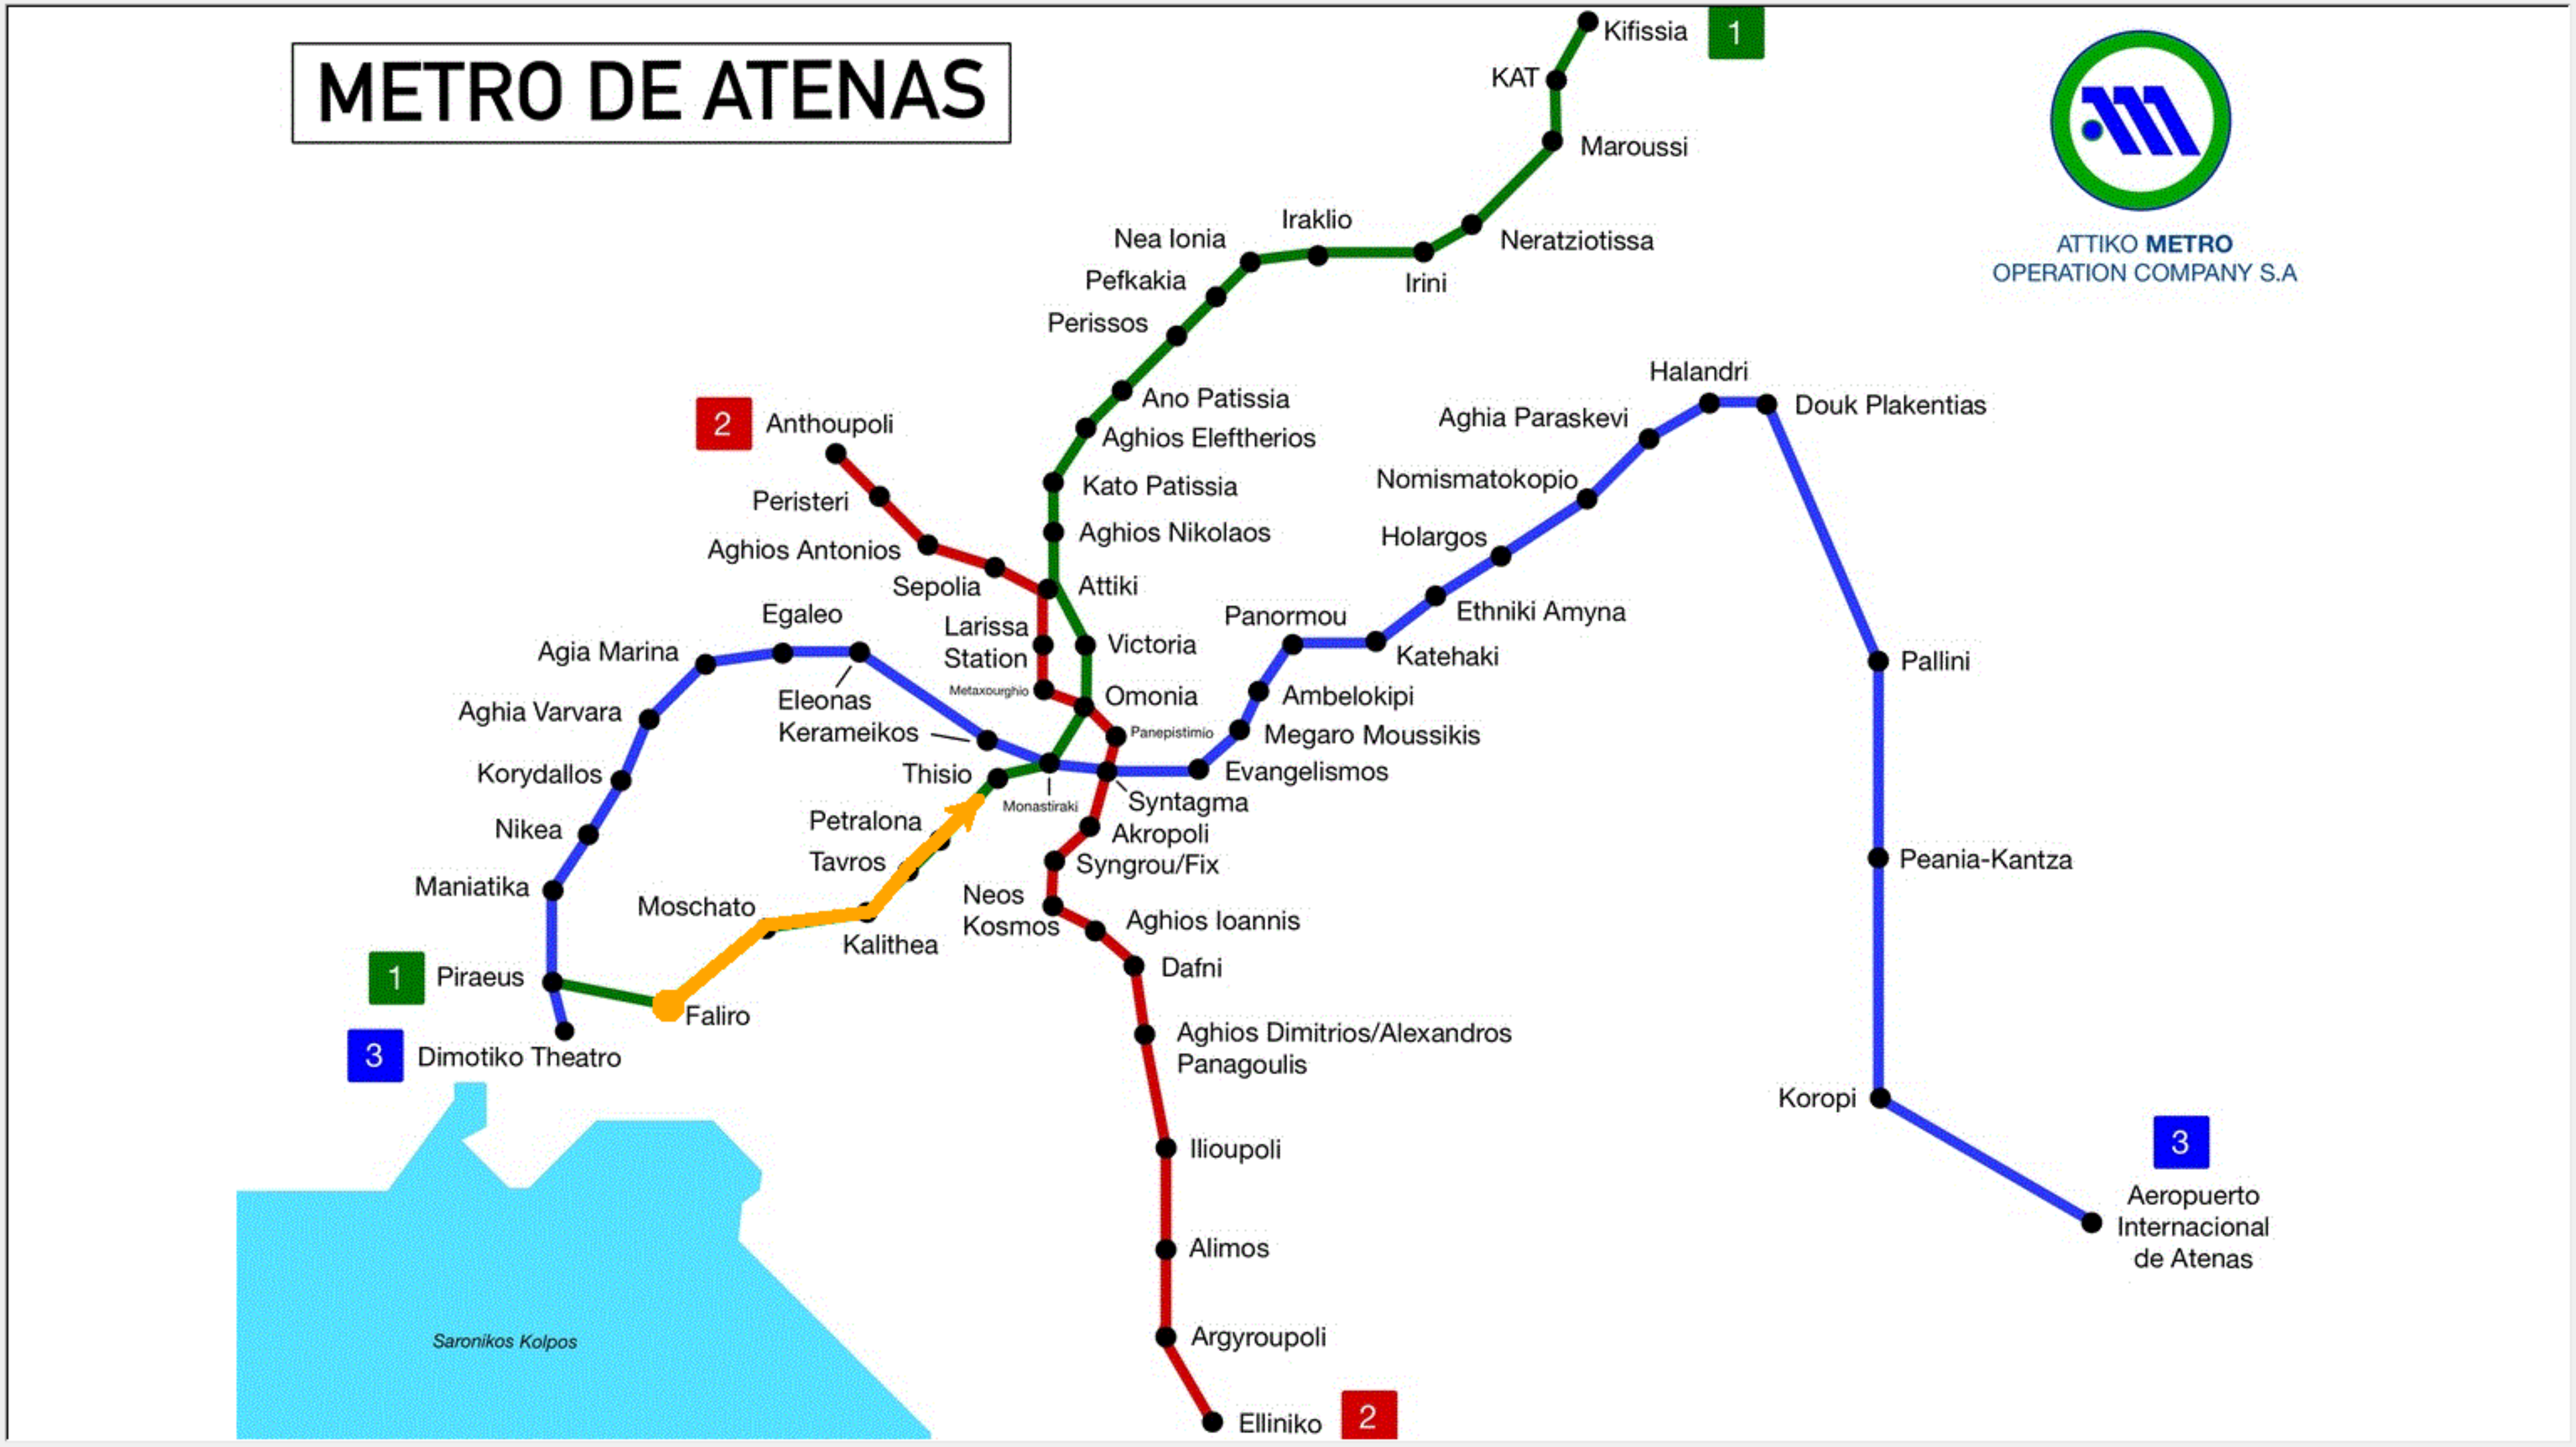 METRO DE ATENAS
Kifissia
1
KAT
Maroussi
ATTIKO METRO
OPERATION COMPANY S.A
Iraklio
Nea Ionia
Neratziotissa
Pefkakia
Irini
Perissos
Halandri
Ano Patissia
Douk Plakentias
2
Anthoupoli
Aghia Paraskevi
Aghios Eleftherios
Kato Patissia
Nomismatokopio
Peristeri
Aghios Nikolaos
Holargos
Aghios Antonios
Sepolia
Attiki
Egaleo
Panormou
Ethniki Amyna
Larissa
Station
Victoria
Agia Marina
Katehaki
Pallini
Metaxourghio
Omonia
Ambelokipi
Eleonas
Aghia Varvara
Kerameikos
Panepistimio
Megaro Moussikis
Korydallos
Thisio
Evangelismos
Monastiraki
Syntagma
Petralona
Nikea
Akropoli
Tavros
Syngrou/Fix
Peania-Kantza
Maniatika
Neos
Kosmos
Moschato
Aghios Ioannis
Kalithea
Dafni
1
Piraeus
Faliro
Aghios Dimitrios/Alexandros
Panagoulis
3
Dimotiko Theatro
Koropi
Ilioupoli
3
Aeropuerto
Internacional
de Atenas
Alimos
Argyroupoli
Saronikos Kolpos
Elliniko
2